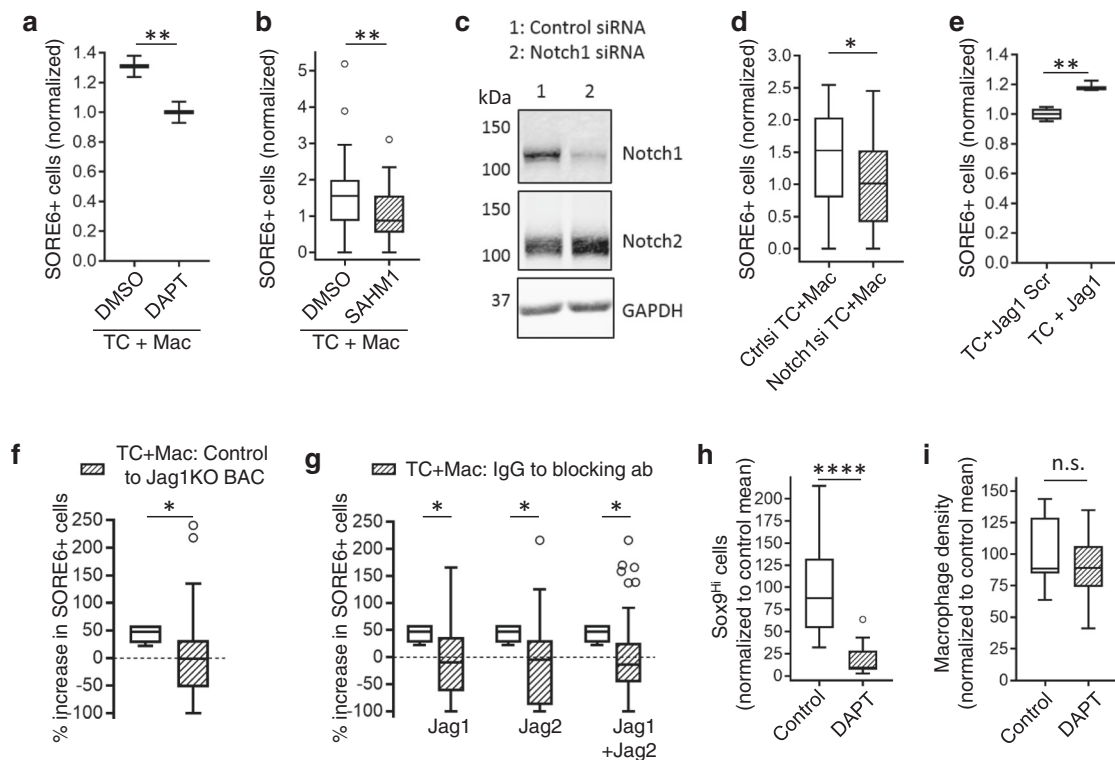 a
**
SORE6+ cells (normalized)
1.4
1.2
1.0
0.8
0.6
0.4
0.2
0.0
DMSO
DAPT
TC + Mac
b
**
SORE6+ cells (normalized)
5
4
3
2
1
0
DMSO
SAHM1
TC + Mac
c
1: Control siRNA
2: Notch1 siRNA
kDa
1
2
150
100
Notch1
150
100
Notch2
37
GAPDH
d
*
SORE6+ cells (normalized)
3.0
2.5
2.0
1.5
1.0
0.5
0.0
Ctrlsi TC+Mac
Notch1si TC+Mac
e
**
SORE6+ cells (normalized)
1.4
1.2
1.0
0.8
0.6
0.4
0.2
0.0
TC+Jag1 Scr
TC + Jag1
f
TC+Mac: Control
to Jag1KO BAC
*
% increase in SORE6+ cells
250
200
150
100
50
0
-50
-100
g
TC+Mac: IgG to blocking ab
*
*
*
% increase in SORE6+ cells
250
200
150
100
50
0
-50
-100
Jag1
Jag2
Jag1
+Jag2
h
****
Sox9Hi cells
(normalized to control mean)
200
175
150
125
100
75
50
25
0
Control
DAPT
i
n.s.
Macrophage density
(normalized to control mean)
150
125
100
75
50
25
0
Control
DAPT